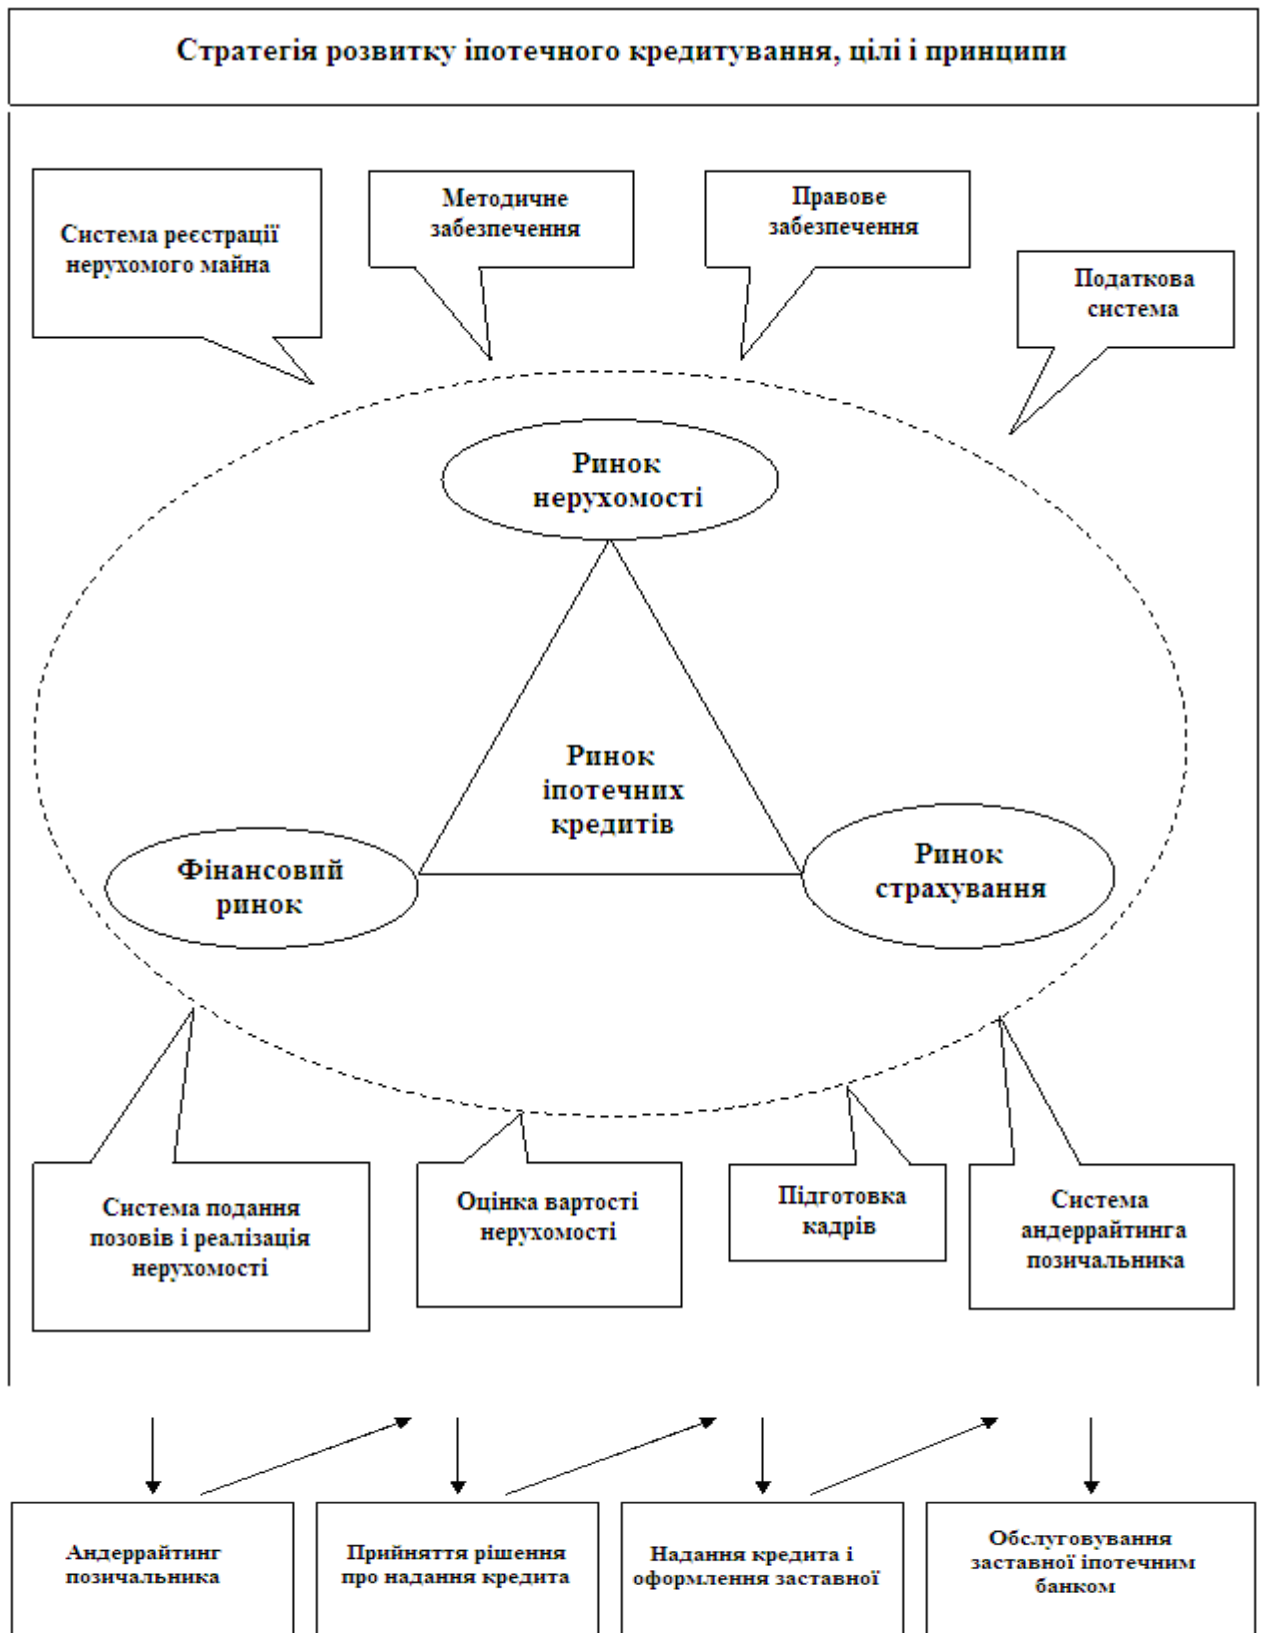 Стратегія розвитку іпотечного кредитування, цілі і принципи
Система реєстрації
нерухомого майна
Методичне
забезпечення
Правове
забезпечення
Податкова
система
Ринок
нерухомості
Ринок
іпотечних
кредитів
Фінансовий
ринок
Ринок
страхування
Система подання
позовів і реалізація
нерухомості
Оцінка вартості
нерухомості
Підготовка
кадрів
Система
андеррайтинга
позичальника
Андеррайтинг
позичальника
Прийняття рішення
про надання кредита
Надання кредита і
оформлення заставної
Обслуговування
заставної іпотечним
банком